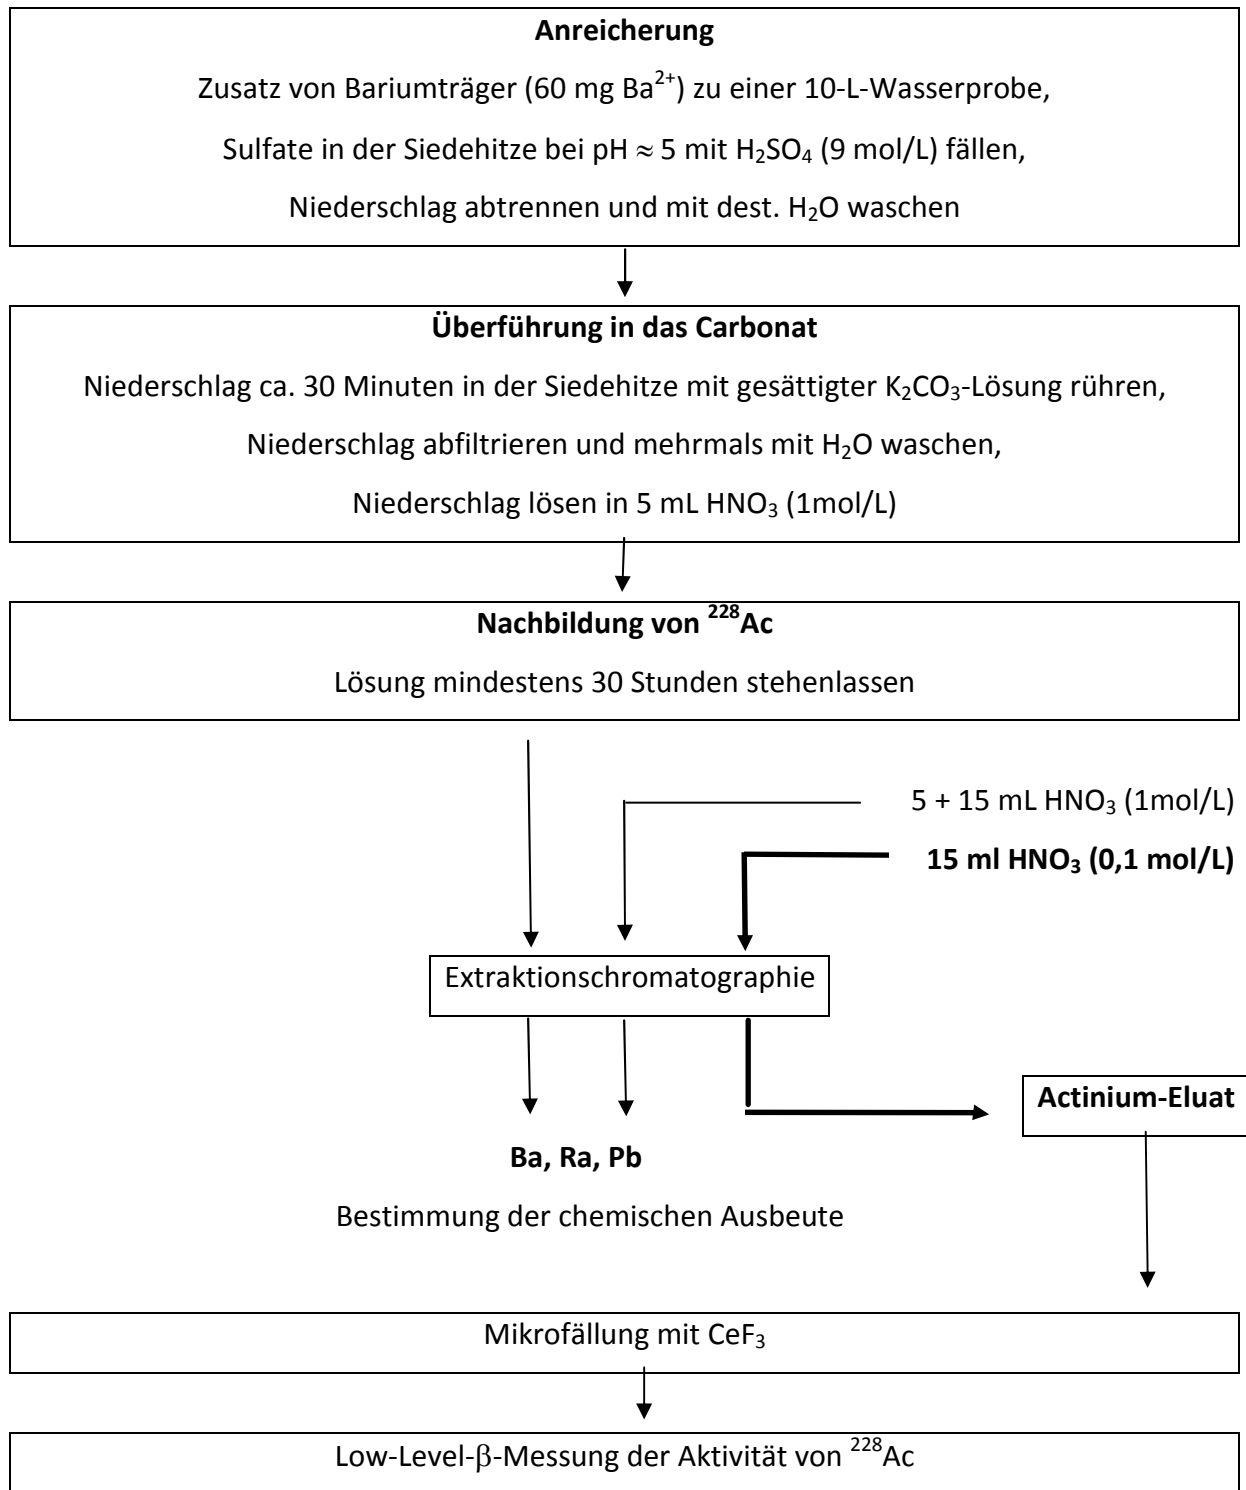 Anreicherung
Zusatz von Bariumträger (60 mg Ba²⁺) zu einer 10-L-Wasserprobe,
Sulfate in der Siedehitze bei pH ≈ 5 mit H₂SO₄ (9 mol/L) fällen,
Niederschlag abtrennen und mit dest. H₂O waschen
Überführung in das Carbonat
Niederschlag ca. 30 Minuten in der Siedehitze mit gesättigter K₂CO₃-Lösung rühren,
Niederschlag abfiltrieren und mehrmals mit H₂O waschen,
Niederschlag lösen in 5 mL HNO₃ (1mol/L)
Nachbildung von ²²⁸Ac
Lösung mindestens 30 Stunden stehenlassen
5 + 15 mL HNO₃ (1mol/L)
15 ml HNO₃ (0,1 mol/L)
Extraktionschromatographie
Actinium-Eluat
Ba, Ra, Pb
Bestimmung der chemischen Ausbeute
Mikrofällung mit CeF₃
Low-Level-β-Messung der Aktivität von ²²⁸Ac